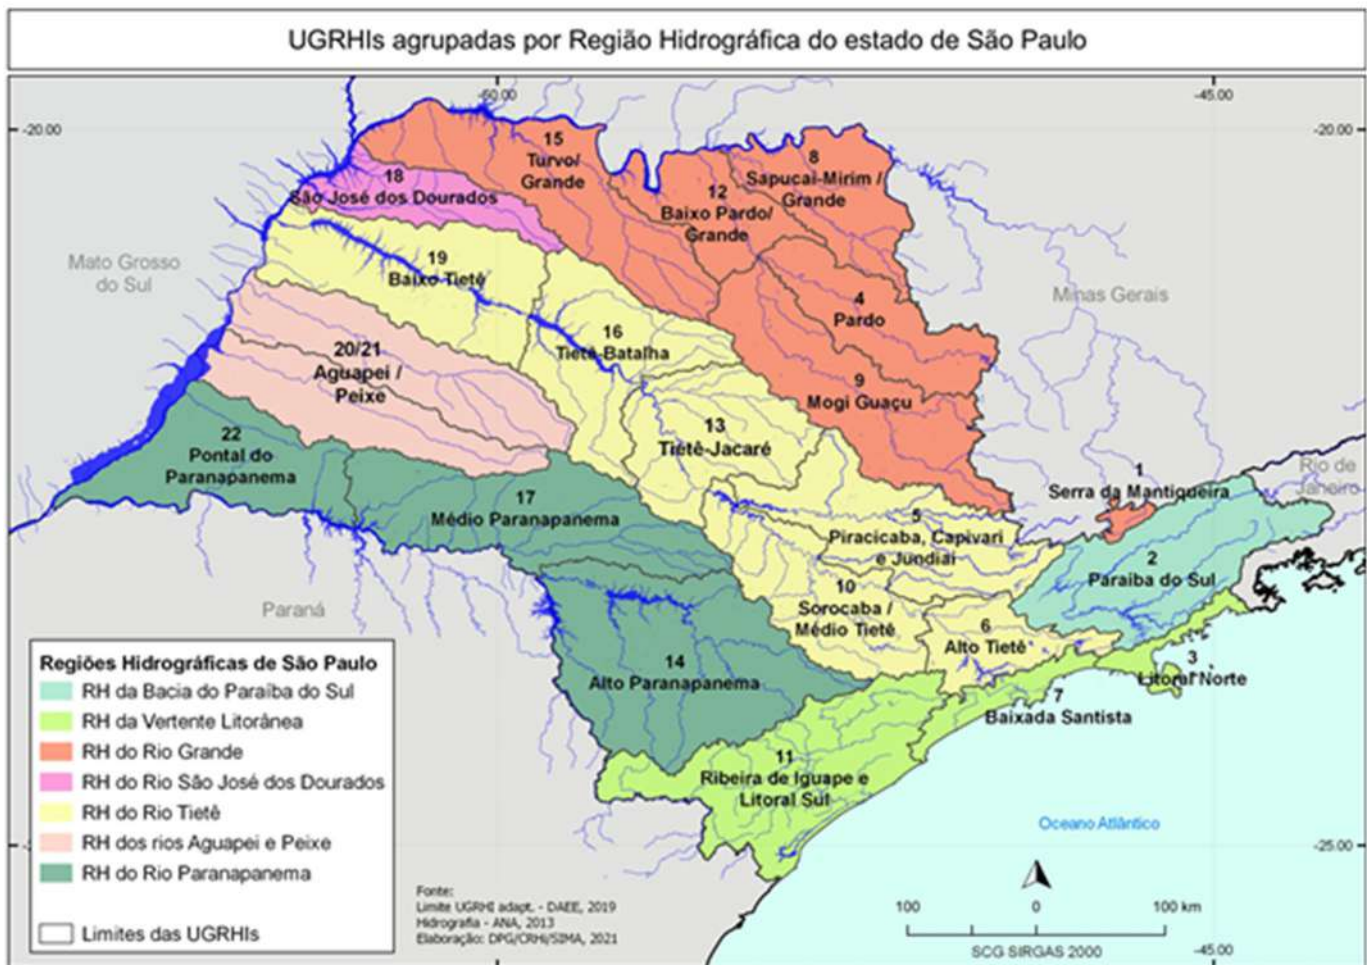 UGRHIs agrupadas por Região Hidrográfica do estado de São Paulo
-50.00
-45.00
-20.00
-20.00
15
Turvo/
Grande
8
Sapucaí-Mirim /
Grande
18
São José dos Dourados
12
Baixo Pardo/
Grande
Mato Grosso
do Sul
19
Baixo Tietê
4
Pardo
Minas Gerais
16
Tietê-Batalha
20/21
Aguapei /
Peixe
9
Mogi Guaçu
13
Tietê-Jacaré
22
Pontal do
Paranapanema
1
Serra da Mantiqueira
Rio de
Janeiro
17
Médio Paranapanema
5
Piracicaba, Capivari
e Jundiaí
2
Paraíba do Sul
10
Sorocaba /
Médio Tietê
Paraná
6
Alto Tietê
14
Alto Paranapanema
3
Litoral Norte
7
Baixada Santista
11
Ribeira de Iguape e
Litoral Sul
Oceano Atlântico
-25.00
Regiões Hidrográficas de São Paulo
RH da Bacia do Paraíba do Sul
RH da Vertente Litorânea
RH do Rio Grande
RH do Rio São José dos Dourados
RH do Rio Tietê
RH dos rios Aguapei e Peixe
RH do Rio Paranapanema
Limites das UGRHIs
Fonte:
Limite UGRHI adapt. - DAEE, 2019
Hidrografia - ANA, 2013
Elaboração: DPG/CRHi/SIMA, 2021
100 0 100 km
SCG SIRGAS 2000
-45.00